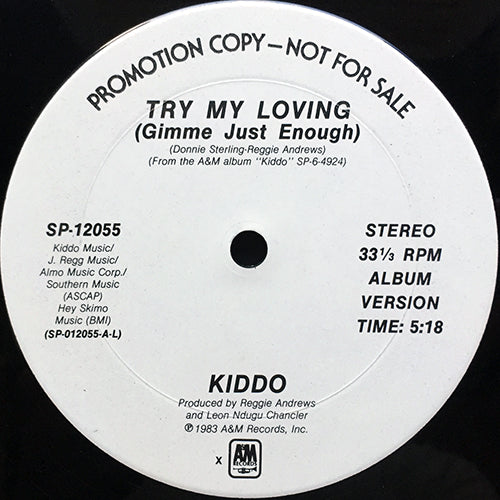 PROMOTION COPY—NOT FOR SALE
TRY MY LOVING
(Gimme Just Enough)
(Donnie Sterling-Reggie Andrews)
(From the A&M album "Kiddo" SP-6-4924)
SP-12055
Kiddo Music/
J. Regg Music/
Almo Music Corp./
Southern Music
(ASCAP)
Hey Skimo
Music (BMI)
(SP-012055-A-L)
STEREO
33⅓ RPM
ALBUM
VERSION
TIME: 5:18
KIDDO
Produced by Reggie Andrews
and Leon Ndugu Chancler
℗ 1983 A&M Records, Inc.
x
A&M
RECORDS